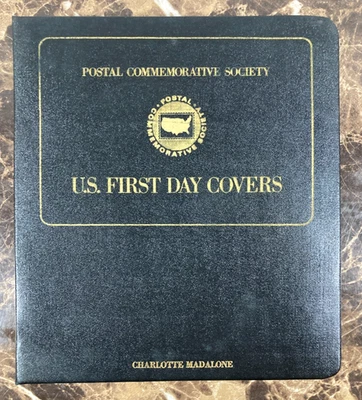 POSTAL COMMEMORATIVE SOCIETY
· POSTAL ·
COMMEMORATIVE SOCIETY
U.S. FIRST DAY COVERS
CHARLOTTE MADALONE